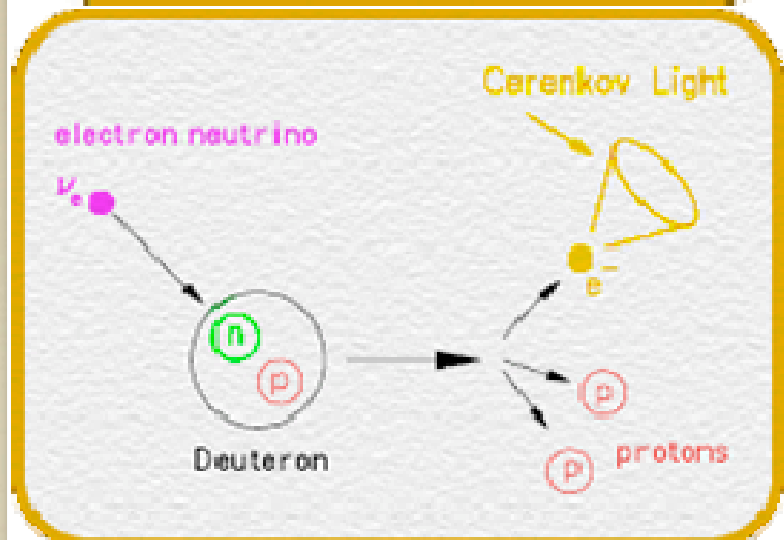 Cerenkov Light
electron neutrino
νe
n
p
e−
p
Deuteron
protons
p